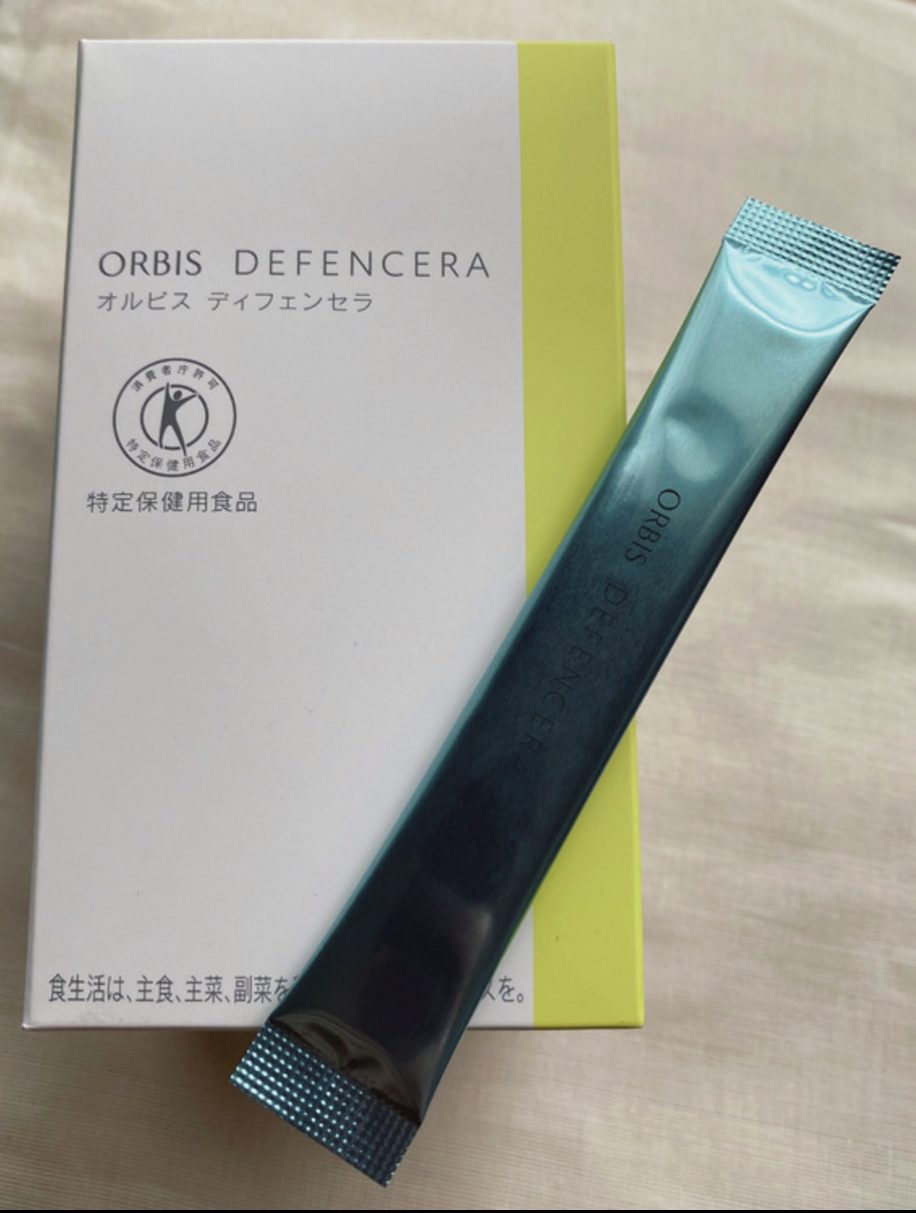 ORBIS DEFENCERA
オルビス ディフェンセラ
消費者庁許可
特定保健用食品
特定保健用食品
ORBIS DEFENCER
食生活は、主食、主菜、副菜を
スを。